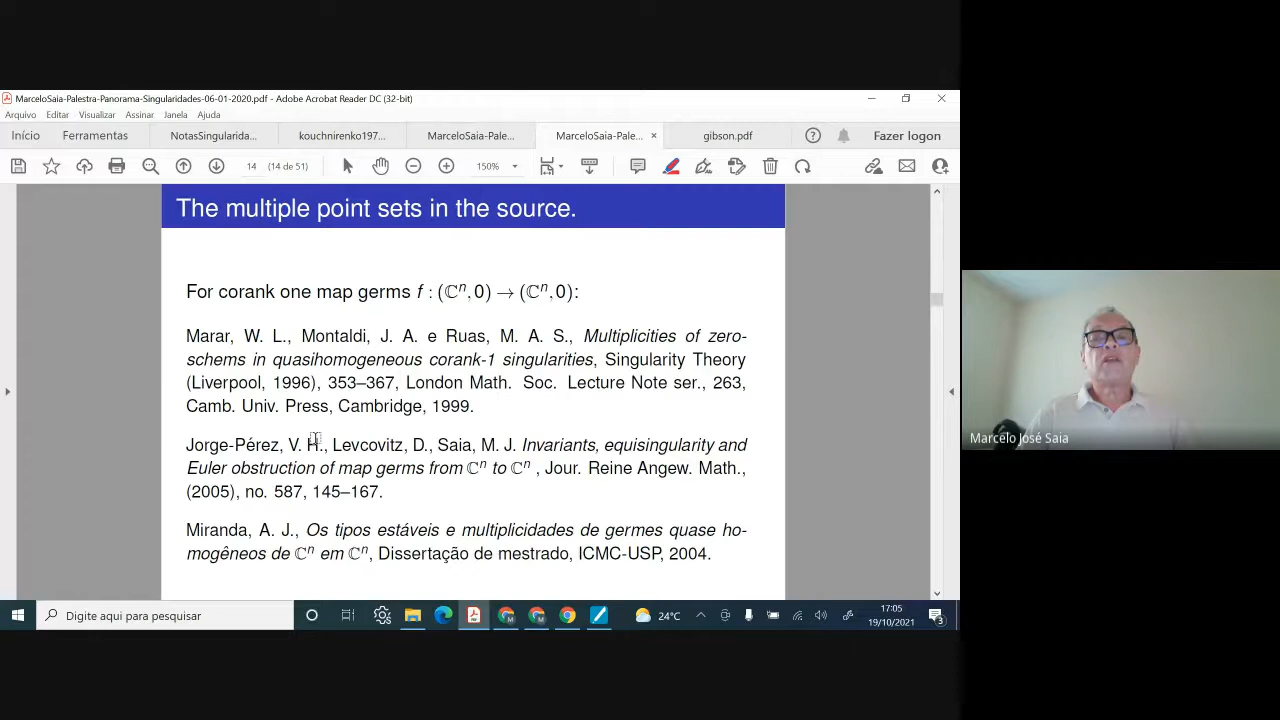 MarceloSaia-Palestra-Panorama-Singularidades-06-01-2020.pdf - Adobe Acrobat Reader DC (32-bit)
Arquivo Editar Visualizar Assinar Janela Ajuda
Início Ferramentas NotasSingularida... kouchnirenko197... MarceloSaia-Pale... MarceloSaia-Pale... × gibson.pdf Fazer logon
14 (14 de 51) 150%
The multiple point sets in the source.
For corank one map germs f : (ℂⁿ, 0) → (ℂⁿ, 0):
Marar, W. L., Montaldi, J. A. e Ruas, M. A. S., Multiplicities of zero-
schems in quasihomogeneous corank-1 singularities, Singularity Theory
(Liverpool, 1996), 353–367, London Math. Soc. Lecture Note ser., 263,
Camb. Univ. Press, Cambridge, 1999.
Jorge-Pérez, V. H., Levcovitz, D., Saia, M. J. Invariants, equisingularity and
Euler obstruction of map germs from ℂⁿ to ℂⁿ , Jour. Reine Angew. Math.,
(2005), no. 587, 145–167.
Miranda, A. J., Os tipos estáveis e multiplicidades de germes quase ho-
mogêneos de ℂⁿ em ℂⁿ, Dissertação de mestrado, ICMC-USP, 2004.
Marcelo José Saia
Digite aqui para pesquisar
24°C
17:05
19/10/2021
3